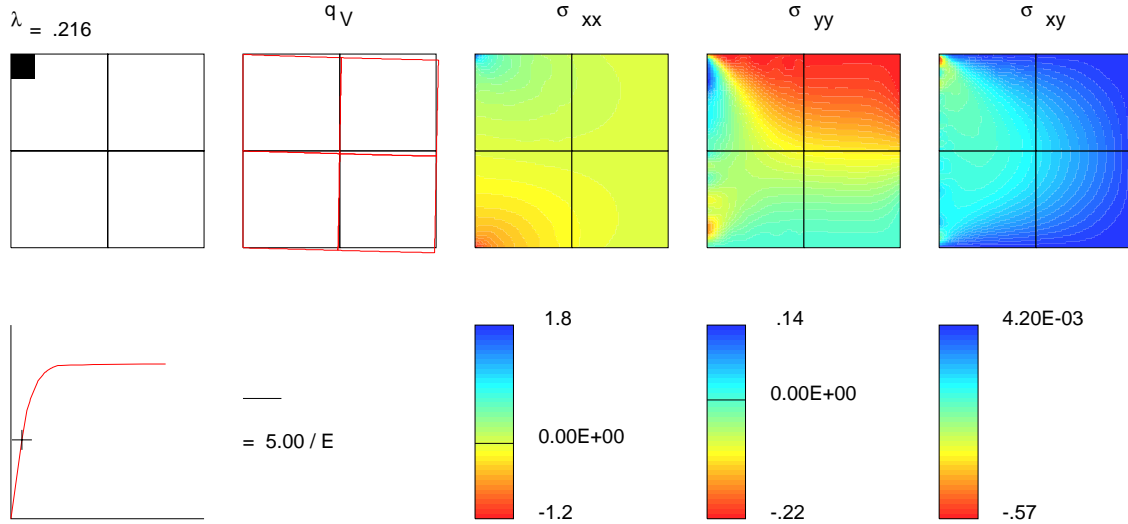 λ = .216
q V
σ xx
σ yy
σ xy
1.8
0.00E+00
-1.2
.14
0.00E+00
-.22
4.20E-03
-.57
= 5.00 / E